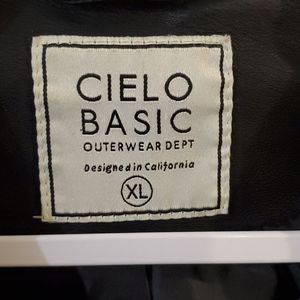 CIELO
BASIC
OUTERWEAR DEPT
Designed in California
XL